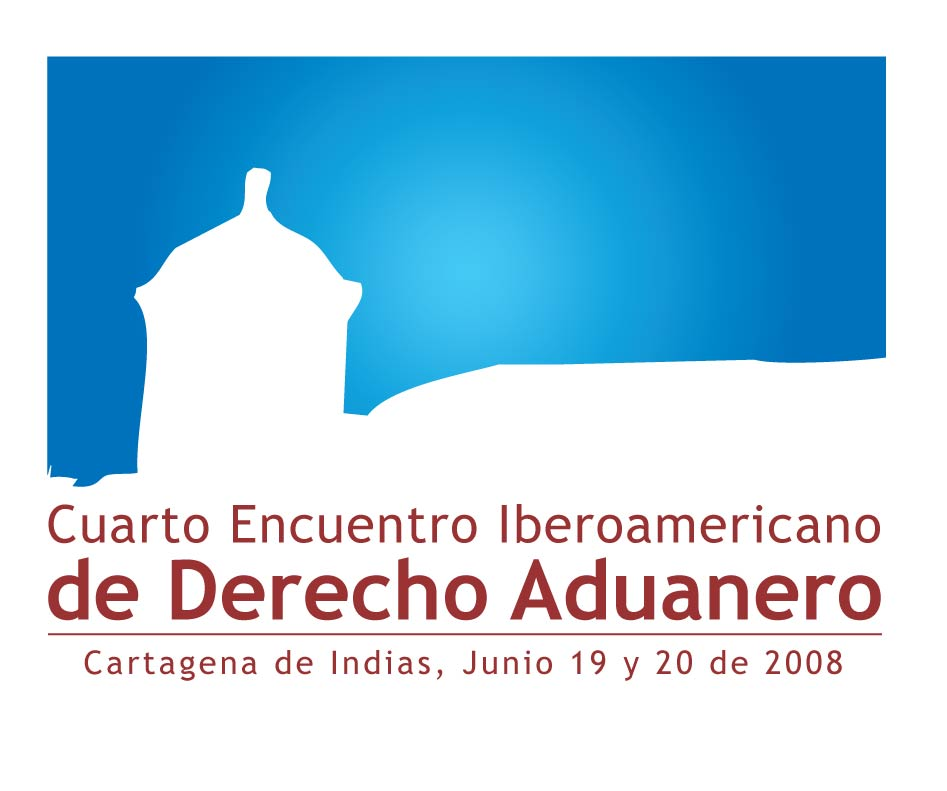 Cuarto Encuentro Iberoamericano
de Derecho Aduanero
Cartagena de Indias, Junio 19 y 20 de 2008